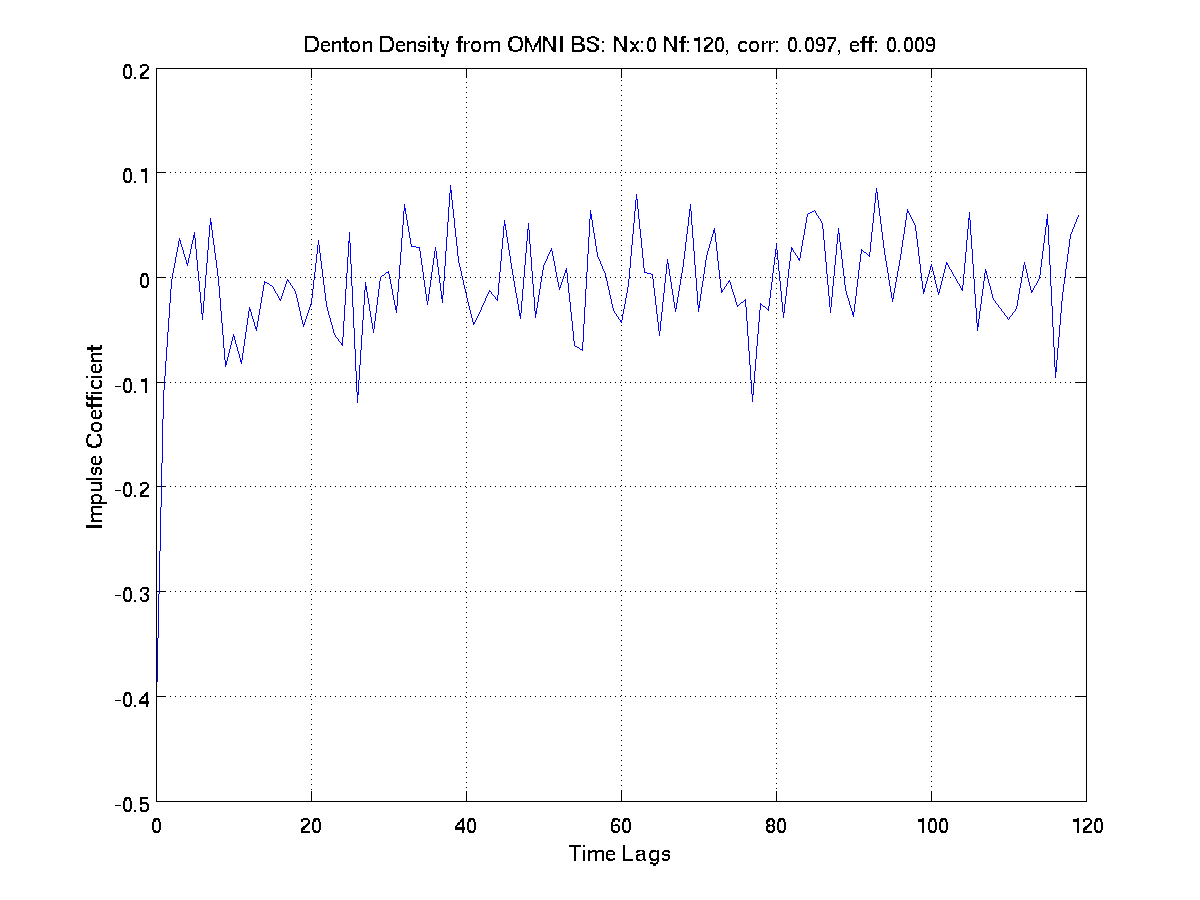 Denton Density from OMNI BS: Nx:0 Nf:120, corr: 0.097, eff: 0.009
0.2
0.1
0
-0.1
-0.2
-0.3
-0.4
-0.5
Impulse Coefficient
0 20 40 60 80 100 120
Time Lags